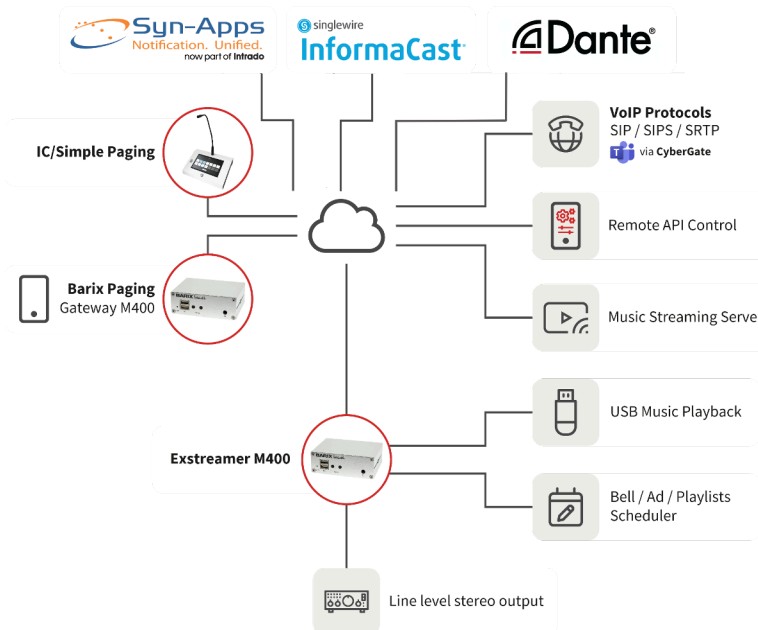 Syn-Apps
Notification. Unified.
now part of Intrado
singlewire
InformaCast
Dante®
IC/Simple Paging
VoIP Protocols
SIP / SIPS / SRTP
T
via CyberGate
Remote API Control
Barix Paging
Gateway M400
BARIX
Music Streaming Serve
USB Music Playback
Exstreamer M400
BARIX
Bell / Ad / Playlists
Scheduler
Line level stereo output